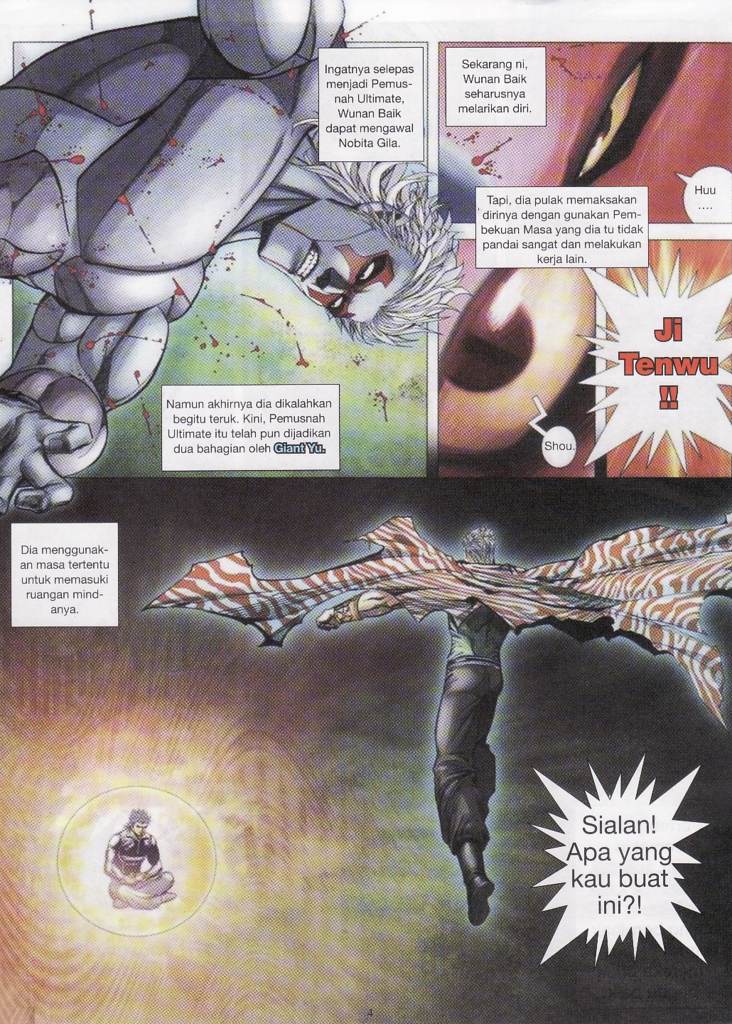 Ingatnya selepas
menjadi Pemus-
nah Ultimate,
Wunan Baik
dapat mengawal
Nobita Gila.
Sekarang ni,
Wunan Baik
seharusnya
melarikan diri.
Huu
....
Tapi, dia pulak memaksakan
dirinya dengan gunakan Pem-
bekuan Masa yang dia tu tidak
pandai sangat dan melakukan
kerja lain.
Ji
Tenwu
!!
Shou.
Namun akhirnya dia dikalahkan
begitu teruk. Kini, Pemusnah
Ultimate itu telah pun dijadikan
dua bahagian oleh Giant Yu.
Dia menggunak-
an masa tertentu
untuk memasuki
ruangan mind-
anya.
Sialan!
Apa yang
kau buat
ini?!
4